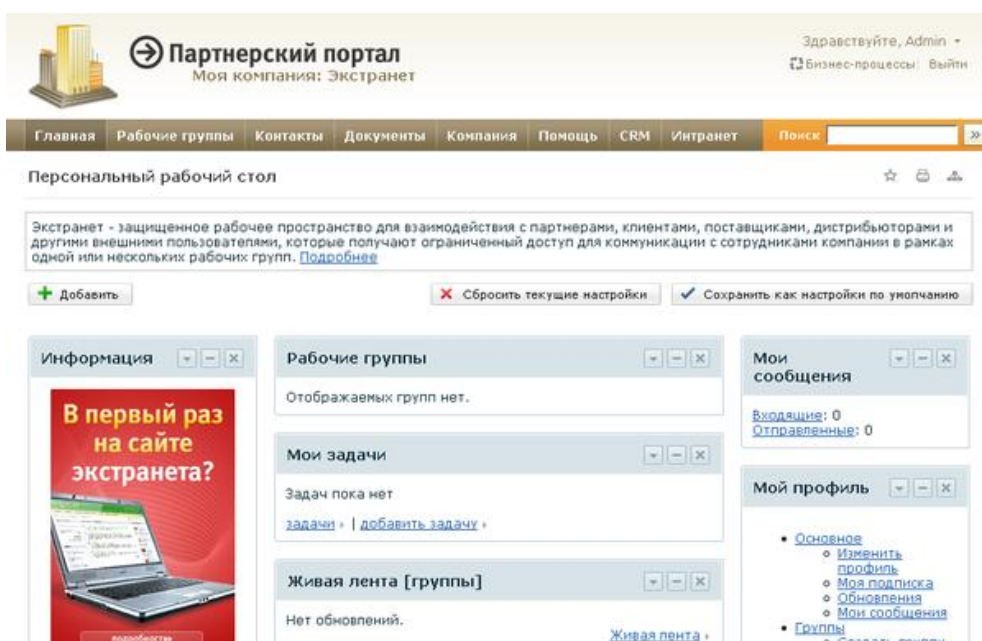 Партнерский портал
Моя компания: Экстранет
Здравствуйте, Admin
Бизнес-процессы Выйти
Главная Рабочие группы Контакты Документы Компания Помощь CRM Интранет Поиск
Персональный рабочий стол
Экстранет - защищенное рабочее пространство для взаимодействия с партнерами, клиентами, поставщиками, дистрибьюторами и
другими внешними пользователями, которые получают ограниченный доступ для коммуникации с сотрудниками компании в рамках
одной или нескольких рабочих групп. Подробнее
Добавить Сбросить текущие настройки Сохранить как настройки по умолчанию
Информация
В первый раз
на сайте
экстранета?
подробности
Рабочие группы
Отображаемых групп нет.
Мои задачи
Задач пока нет
задачи | добавить задачу
Живая лента [группы]
Нет обновлений.
Живая лента
Мои
сообщения
Входящие: 0
Отправленные: 0
Мой профиль
Основное
Изменить
профиль
Моя подписка
Обновления
Мои сообщения
Группы
Создать группу